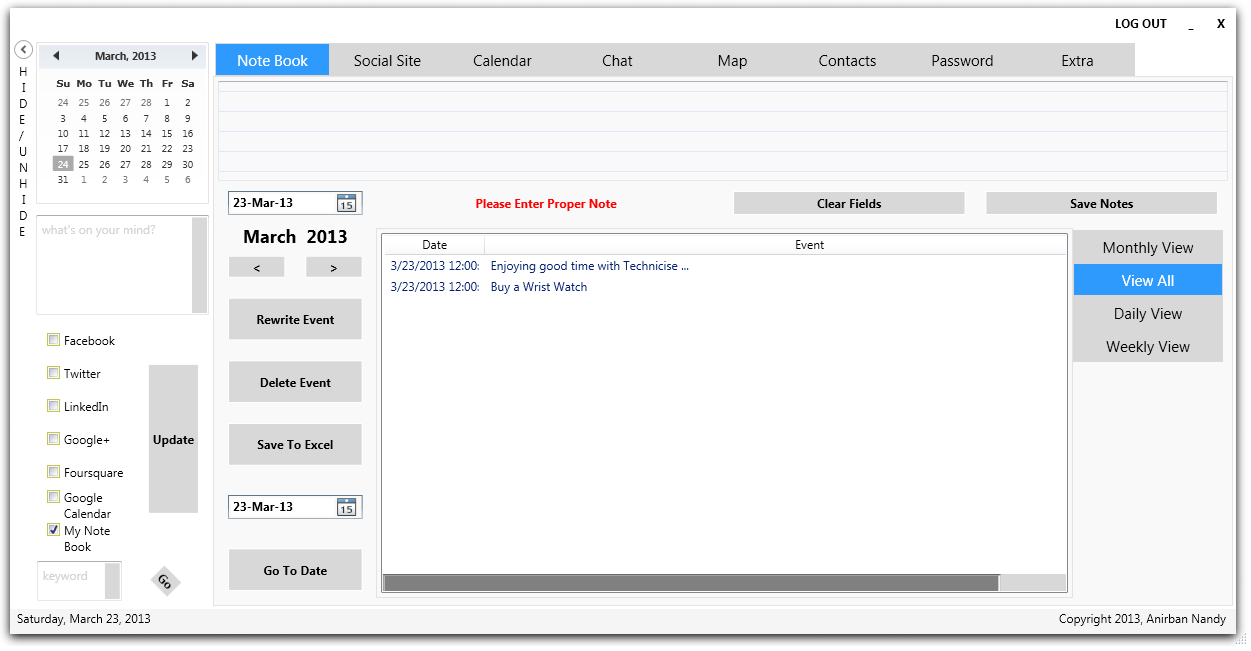 LOG OUT _ X
HIDE/UNHIDE
March, 2013
Su Mo Tu We Th Fr Sa
24 25 26 27 28 1 2
3 4 5 6 7 8 9
10 11 12 13 14 15 16
17 18 19 20 21 22 23
24 25 26 27 28 29 30
31 1 2 3 4 5 6
what's on your mind?
Facebook
Twitter
LinkedIn
Google+
Foursquare
Google
Calendar
My Note
Book
Update
keyword
Go
Note Book Social Site Calendar Chat Map Contacts Password Extra
23-Mar-13 15 Please Enter Proper Note Clear Fields Save Notes
March 2013
< >
Rewrite Event
Delete Event
Save To Excel
23-Mar-13 15
Go To Date
Date Event
3/23/2013 12:00: Enjoying good time with Technicise ...
3/23/2013 12:00: Buy a Wrist Watch
Monthly View
View All
Daily View
Weekly View
Saturday, March 23, 2013 Copyright 2013, Anirban Nandy